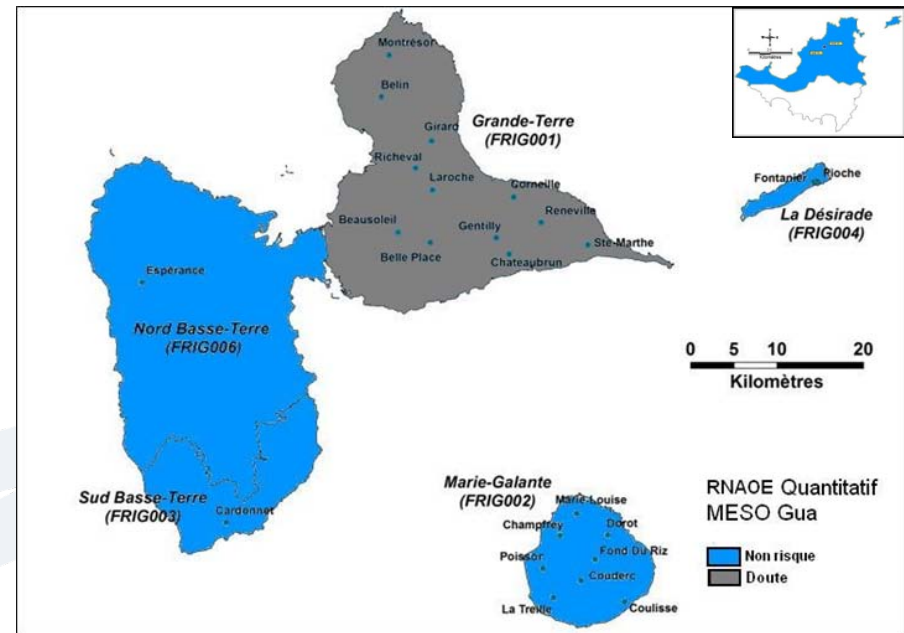 Montrésor
Belin
Grande-Terre
(FRIG001)
Girard
Richeval
Laroche
Corneille
Fontanier
Pioche
La Désirade
(FRIG004)
Beausoleil
Gentilly
Reneville
Belle Place
Chateaubrun
Ste-Marthe
Espérance
Nord Basse-Terre
(FRIG006)
0 5 10 20
Kilomètres
Marie-Galante
(FRIG002)
Marie-Louise
Sud Basse-Terre
(FRIG003)
Cardonnet
Champfrey
Dorot
Poisson
Fond Du Riz
Couderc
La Treille
Coulisse
RNAOE Quantitatif
MESO Gua
Non risque
Doute